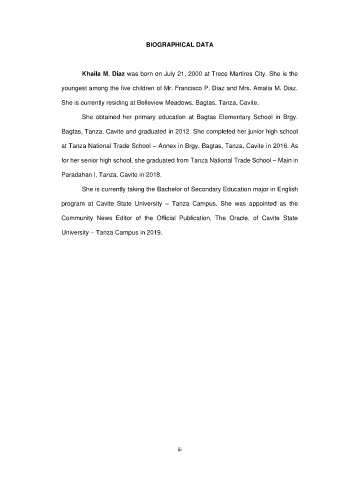 BIOGRAPHICAL DATA
Khaila M. Diaz was born on July 21, 2000 at Trece Martires City. She is the
youngest among the five children of Mr. Francisco P. Diaz and Mrs. Amalia M. Diaz.
She is currently residing at Belleview Meadows, Bagtas, Tanza, Cavite.
She obtained her primary education at Bagtas Elementary School in Brgy.
Bagtas, Tanza, Cavite and graduated in 2012. She completed her junior high school
at Tanza National Trade School – Annex in Brgy. Bagtas, Tanza, Cavite in 2016. As
for her senior high school, she graduated from Tanza National Trade School – Main in
Paradahan I, Tanza, Cavite in 2018.
She is currently taking the Bachelor of Secondary Education major in English
program at Cavite State University – Tanza Campus. She was appointed as the
Community News Editor of the Official Publication, The Oracle, of Cavite State
University – Tanza Campus in 2019.
iii